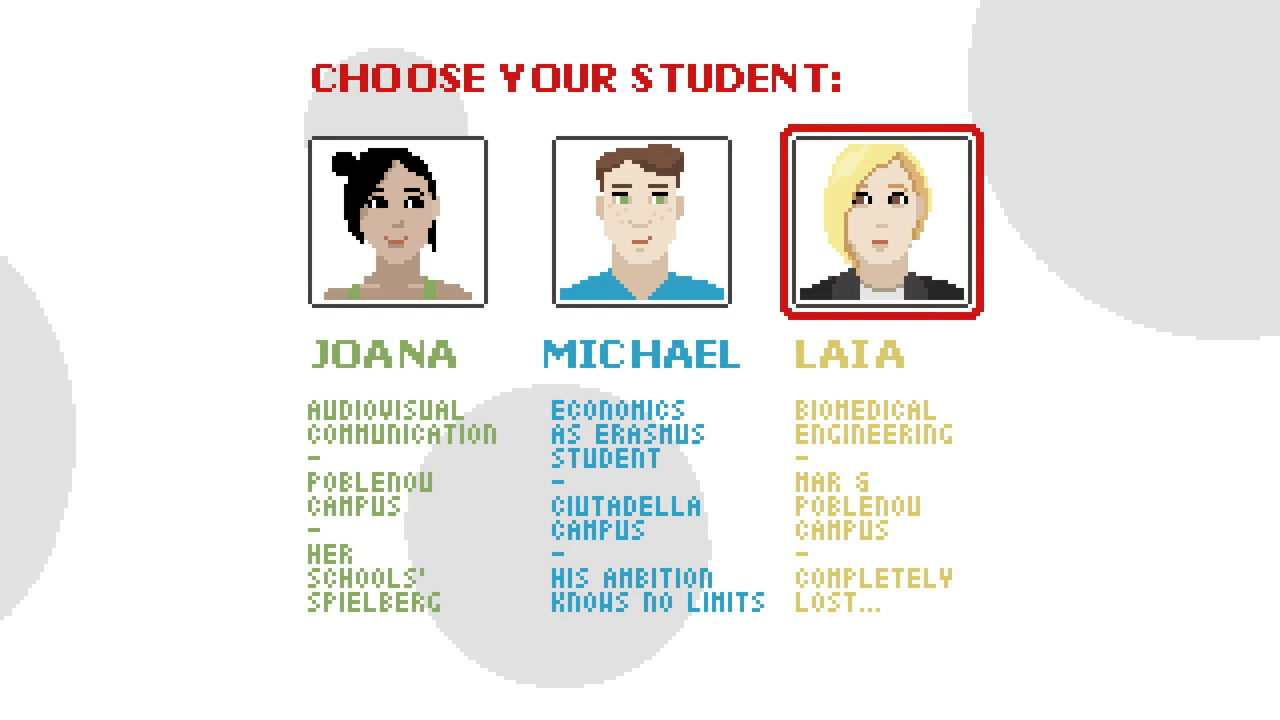 CHOOSE YOUR STUDENT:
JOANA
AUDIOVISUAL
COMMUNICATION
-
POBLENOU
CAMPUS
-
HER
SCHOOLS'
SPIELBERG
MICHAEL
ECONOMICS
AS ERASMUS
STUDENT
-
CIUTADELLA
CAMPUS
-
HIS AMBITION
KNOWS NO LIMITS
LAIA
BIOMEDICAL
ENGINEERING
-
MAR &
POBLENOU
CAMPUS
-
COMPLETELY
LOST...